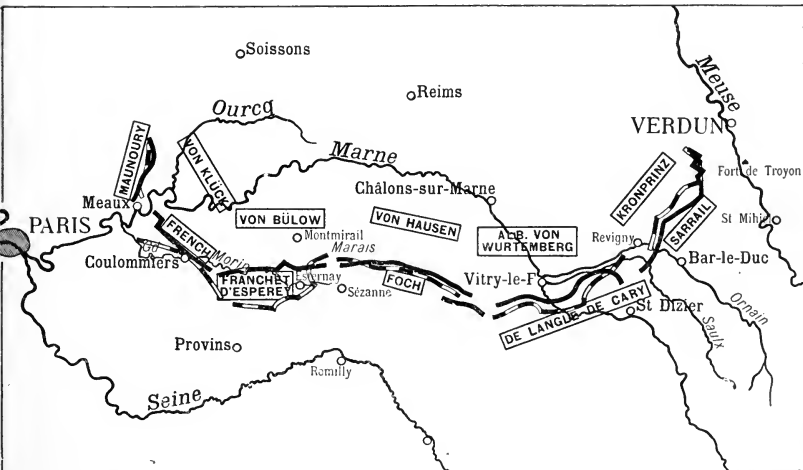 Soissons
Reims
Ourcq
Meuse
VERDUN
MAUNOURY
VON KLÜCK
Marne
Fort de Troyon
Châlons-sur-Marne
KRONPRINZ
Meaux
PARIS
FRENCH
VON BÜLOW
VON HAUSEN
ALB. VON
WURTEMBERG
SARRAIL
St Mihiel
Revigny
Gd Morin
Montmirail
Marais
Coulommiers
Bar-le-Duc
FRANCHET
D'ESPEREY
Esternay
Sézanne
FOCH
Vitry-le-F
DE LANGLE DE CARY
St Dizier
Ornain
Saulx
Provins
Romilly
Seine